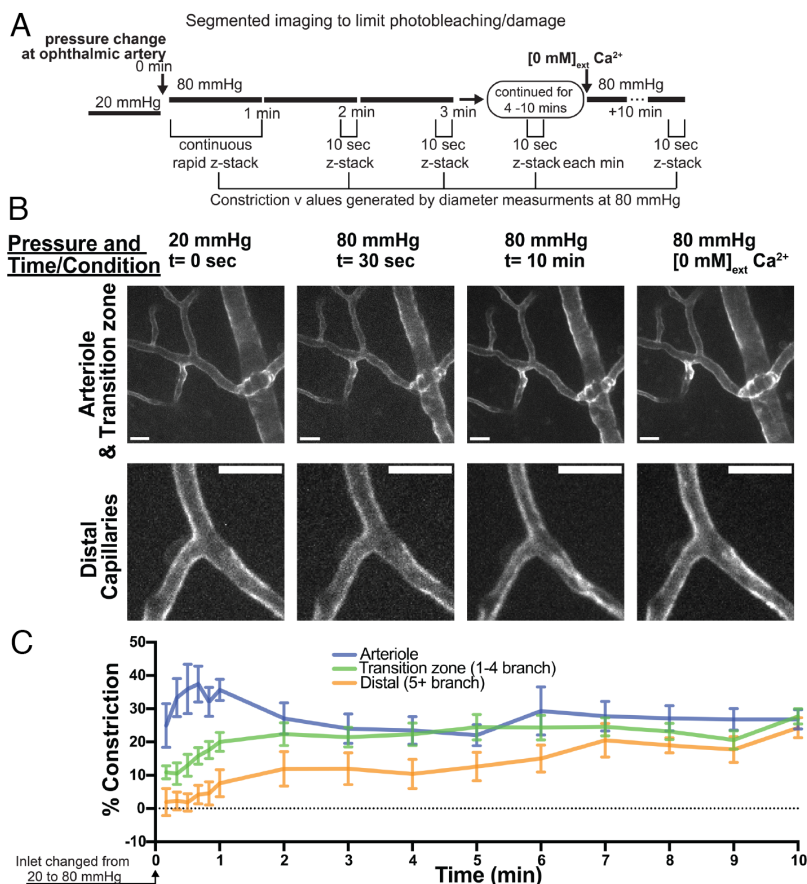 A
Segmented imaging to limit photobleaching/damage
pressure change
at ophthalmic artery
0 min
[0 mM]ext Ca²⁺
20 mmHg
80 mmHg
1 min
2 min
3 min
continued for
4 -10 mins
80 mmHg
...
+10 min
continuous
rapid z-stack
10 sec
z-stack
10 sec
z-stack
10 sec
z-stack each min
10 sec
z-stack
Constriction v alues generated by diameter measurments at 80 mmHg
B
Pressure and
Time/Condition
20 mmHg
t= 0 sec
80 mmHg
t= 30 sec
80 mmHg
t= 10 min
80 mmHg
[0 mM]ext Ca²⁺
Arteriole
& Transition zone
Distal
Capillaries
C
% Constriction
50
40
30
20
10
0
-10
Arteriole
Transition zone (1-4 branch)
Distal (5+ branch)
0 1 2 3 4 5 6 7 8 9 10
Time (min)
Inlet changed from
20 to 80 mmHg